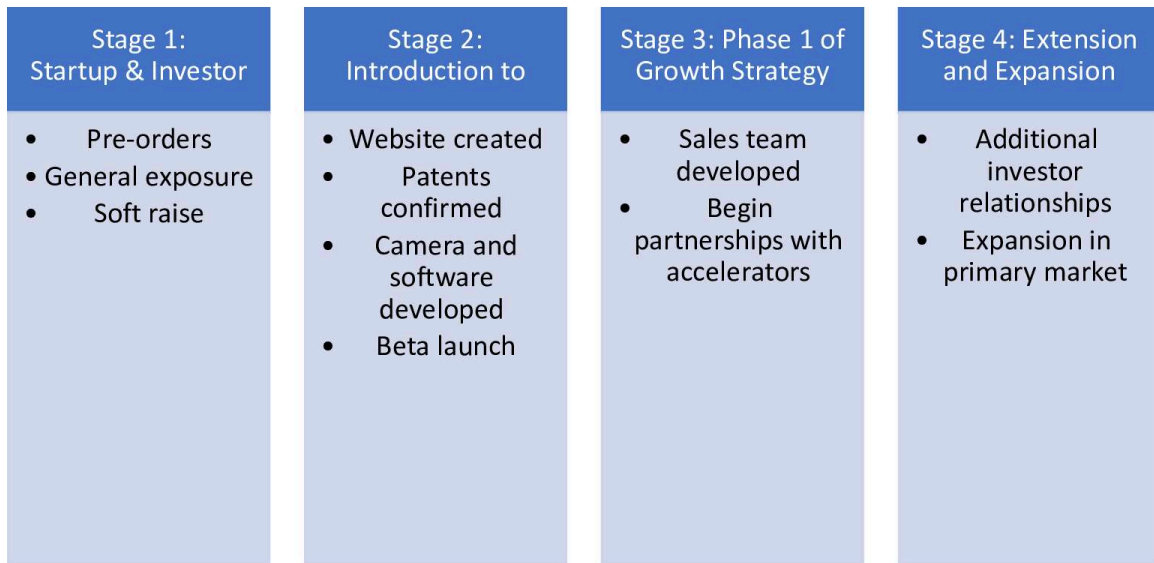 Stage 1:
Startup & Investor
• Pre-orders
• General exposure
• Soft raise
Stage 2:
Introduction to
• Website created
• Patents
confirmed
• Camera and
software
developed
• Beta launch
Stage 3: Phase 1 of
Growth Strategy
• Sales team
developed
• Begin
partnerships with
accelerators
Stage 4: Extension
and Expansion
• Additional
investor
relationships
• Expansion in
primary market